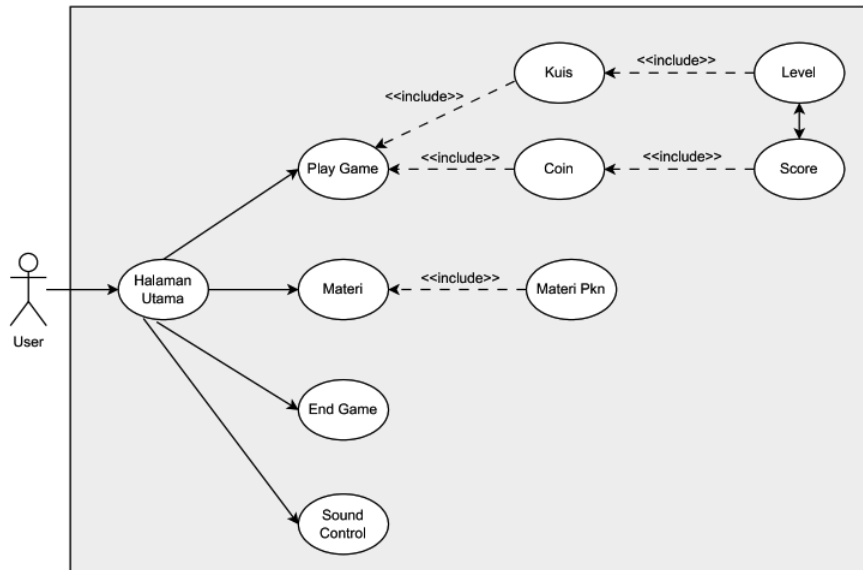 Kuis
<<include>>
Level
<<include>>
Play Game
<<include>>
Coin
<<include>>
Score
User
Halaman
Utama
Materi
<<include>>
Materi Pkn
End Game
Sound
Control